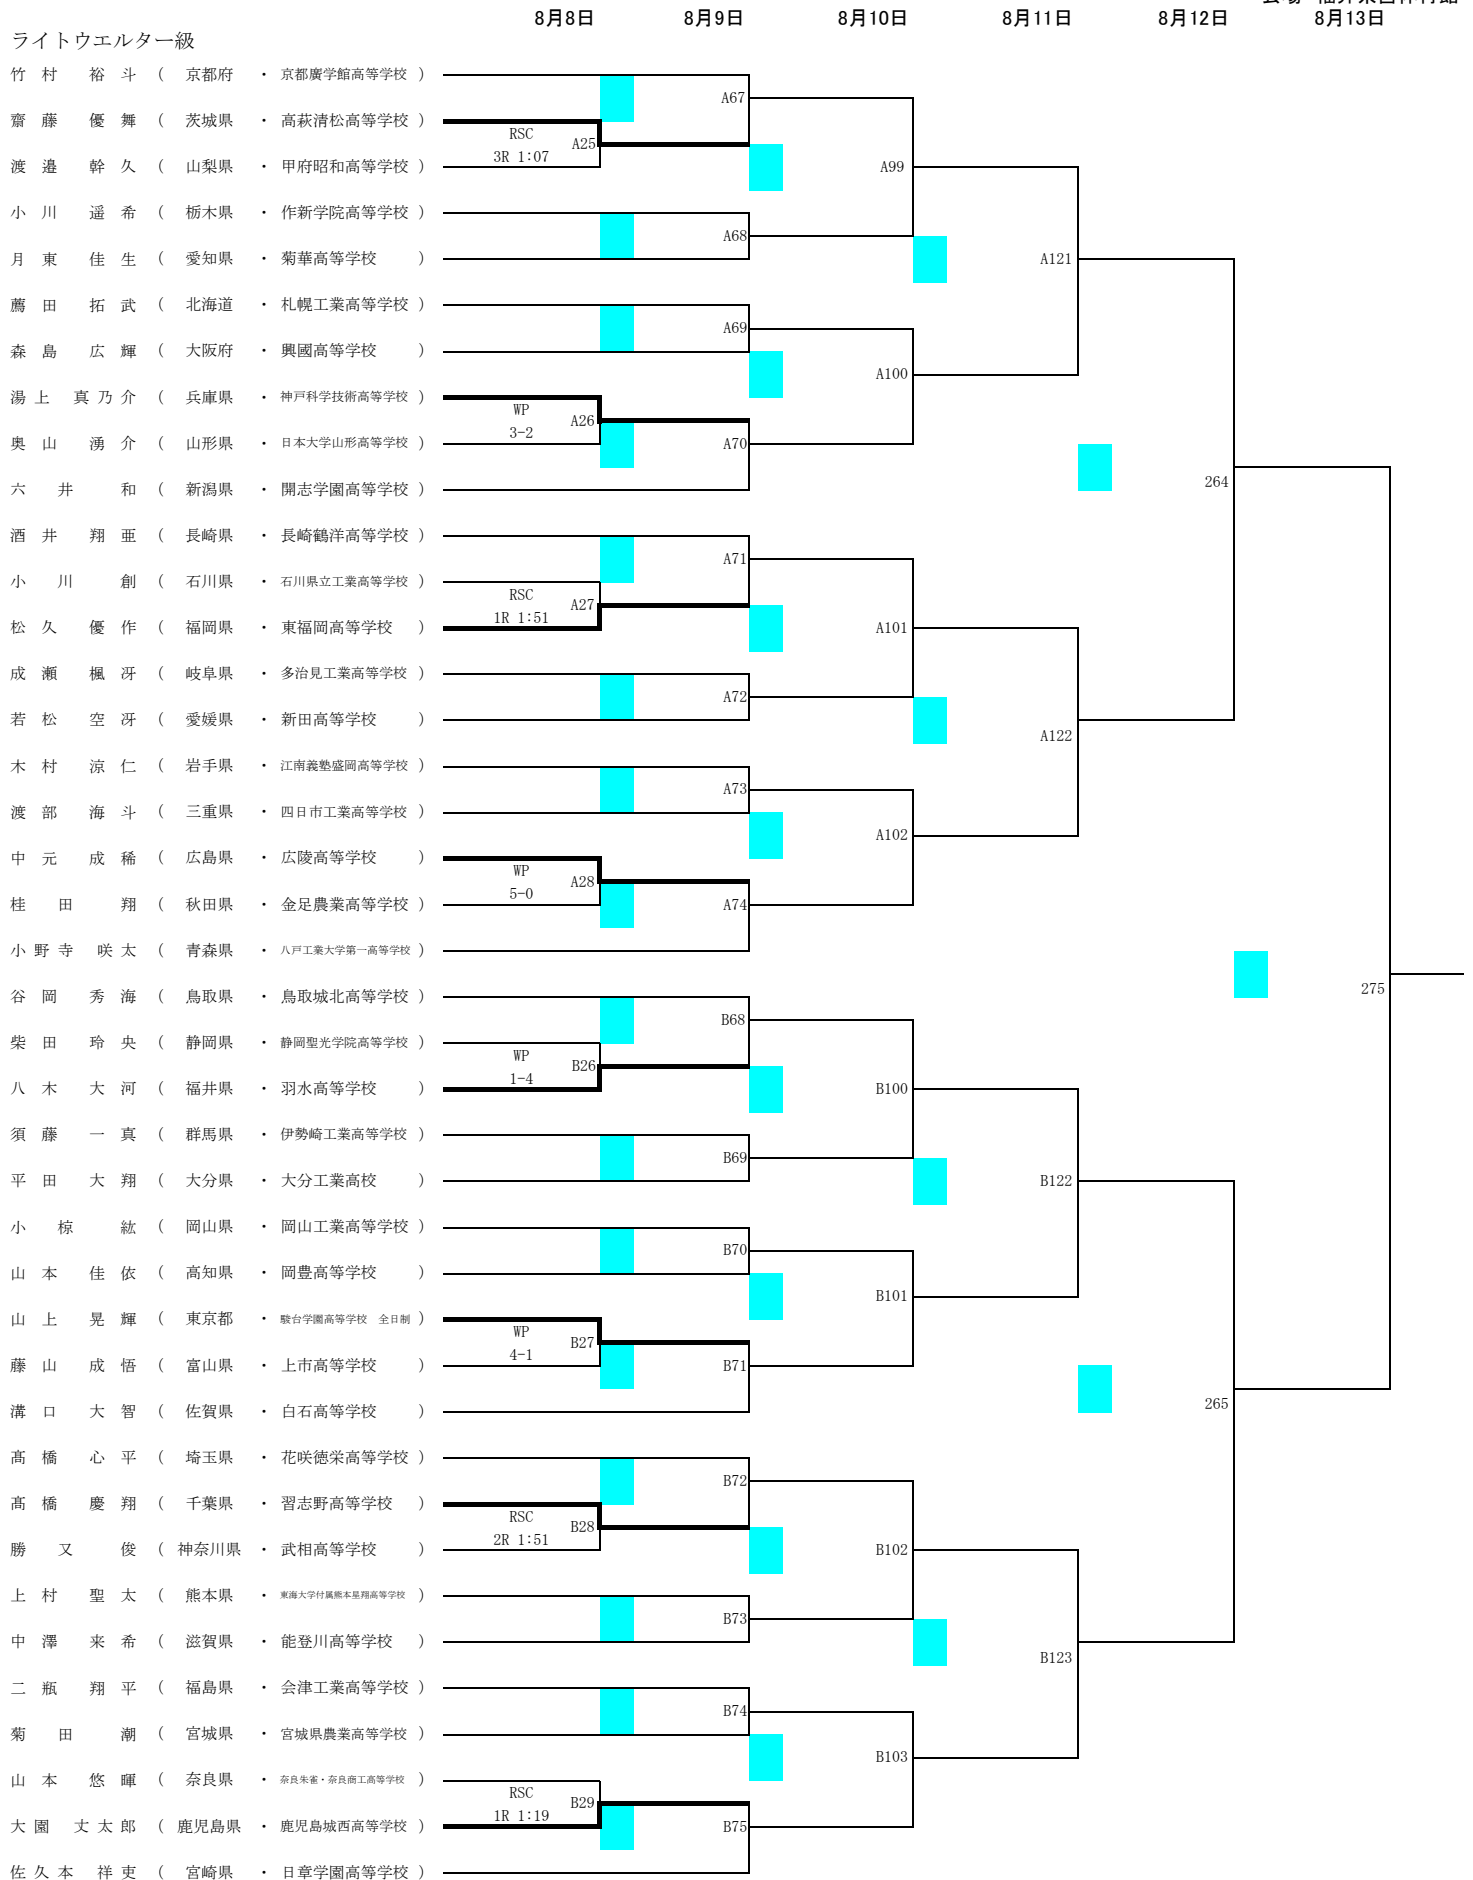 8月8日 8月9日 8月10日 8月11日 8月12日 8月13日
ライトウエルター級
竹村 裕斗 ( 京都府 ・ 京都廣学館高等学校 )
A67
齋藤 優舞 ( 茨城県 ・ 高萩清松高等学校 )
RSC
3R 1:07
A25
渡邉 幹久 ( 山梨県 ・ 甲府昭和高等学校 )
A99
小川 遥希 ( 栃木県 ・ 作新学院高等学校 )
A68
月東 佳生 ( 愛知県 ・ 菊華高等学校 )
A121
薦田 拓武 ( 北海道 ・ 札幌工業高等学校 )
A69
森島 広輝 ( 大阪府 ・ 興國高等学校 )
A100
湯上 真乃介 ( 兵庫県 ・ 神戸科学技術高等学校 )
WP
3-2
A26
奥山 湧介 ( 山形県 ・ 日本大学山形高等学校 )
A70
264
六井 和 ( 新潟県 ・ 開志学園高等学校 )
酒井 翔亜 ( 長崎県 ・ 長崎鶴洋高等学校 )
A71
小川 創 ( 石川県 ・ 石川県立工業高等学校 )
RSC
1R 1:51
A27
松久 優作 ( 福岡県 ・ 東福岡高等学校 )
A101
成瀬 楓冴 ( 岐阜県 ・ 多治見工業高等学校 )
A72
若松 空冴 ( 愛媛県 ・ 新田高等学校 )
A122
木村 涼仁 ( 岩手県 ・ 江南義塾盛岡高等学校 )
A73
渡部 海斗 ( 三重県 ・ 四日市工業高等学校 )
A102
中元 成稀 ( 広島県 ・ 広陵高等学校 )
WP
5-0
A28
桂田 翔 ( 秋田県 ・ 金足農業高等学校 )
A74
小野寺 咲太 ( 青森県 ・ 八戸工業大学第一高等学校 )
275
谷岡 秀海 ( 鳥取県 ・ 鳥取城北高等学校 )
B68
柴田 玲央 ( 静岡県 ・ 静岡聖光学院高等学校 )
WP
1-4
B26
八木 大河 ( 福井県 ・ 羽水高等学校 )
B100
須藤 一真 ( 群馬県 ・ 伊勢崎工業高等学校 )
B69
平田 大翔 ( 大分県 ・ 大分工業高校 )
B122
小椋 紘 ( 岡山県 ・ 岡山工業高等学校 )
B70
山本 佳依 ( 高知県 ・ 岡豊高等学校 )
B101
山上 晃輝 ( 東京都 ・ 駿台学園高等学校 全日制 )
WP
4-1
B27
藤山 成悟 ( 富山県 ・ 上市高等学校 )
B71
265
溝口 大智 ( 佐賀県 ・ 白石高等学校 )
髙橋 心平 ( 埼玉県 ・ 花咲徳栄高等学校 )
B72
髙橋 慶翔 ( 千葉県 ・ 習志野高等学校 )
RSC
2R 1:51
B28
勝又 俊 ( 神奈川県 ・ 武相高等学校 )
B102
上村 聖太 ( 熊本県 ・ 東海大学付属熊本星翔高等学校 )
B73
中澤 来希 ( 滋賀県 ・ 能登川高等学校 )
B123
二瓶 翔平 ( 福島県 ・ 会津工業高等学校 )
B74
菊田 潮 ( 宮城県 ・ 宮城県農業高等学校 )
B103
山本 悠暉 ( 奈良県 ・ 奈良朱雀・奈良商工高等学校 )
RSC
1R 1:19
B29
大園 丈太郎 ( 鹿児島県 ・ 鹿児島城西高等学校 )
B75
佐久本 祥吏 ( 宮崎県 ・ 日章学園高等学校 )